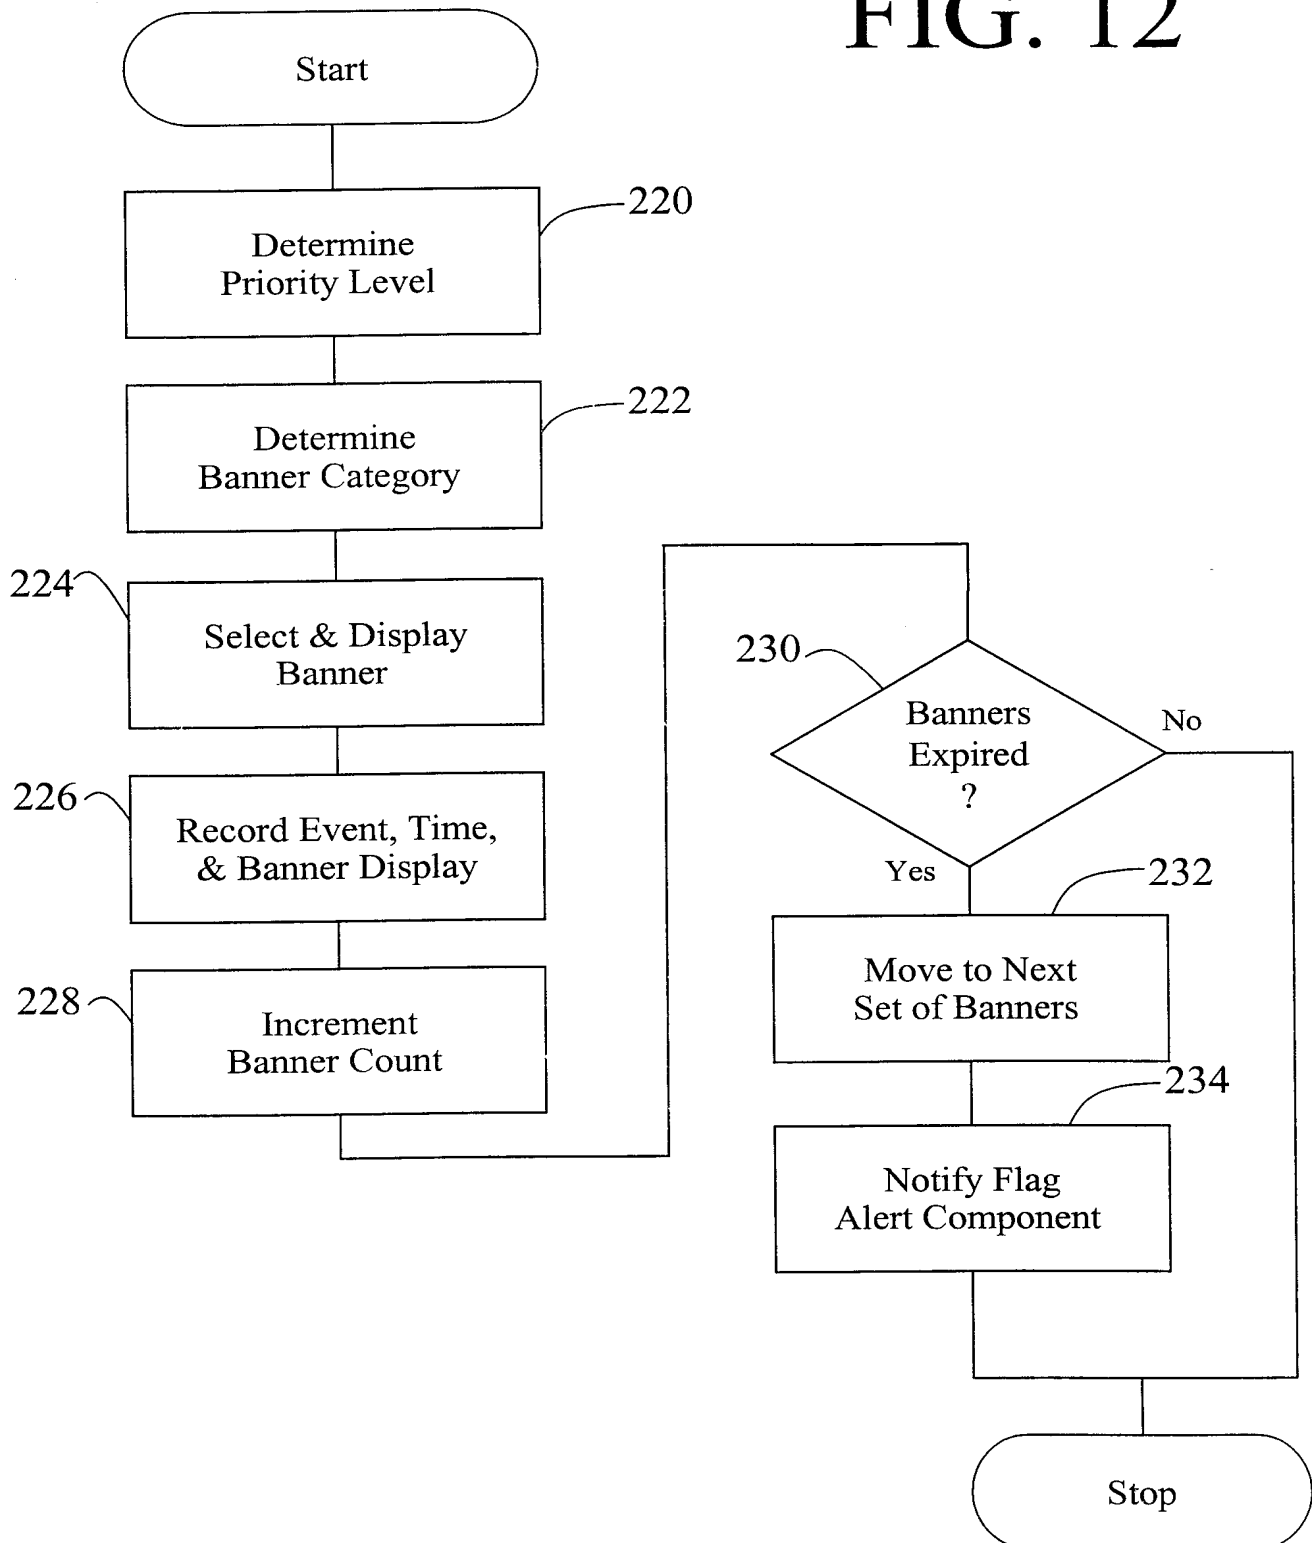 FIG. 12
Start
220
Determine
Priority Level
222
Determine
Banner Category
224
Select & Display
Banner
226
Record Event, Time,
& Banner Display
228
Increment
Banner Count
230
Banners
Expired
?
No
Yes
232
Move to Next
Set of Banners
234
Notify Flag
Alert Component
Stop